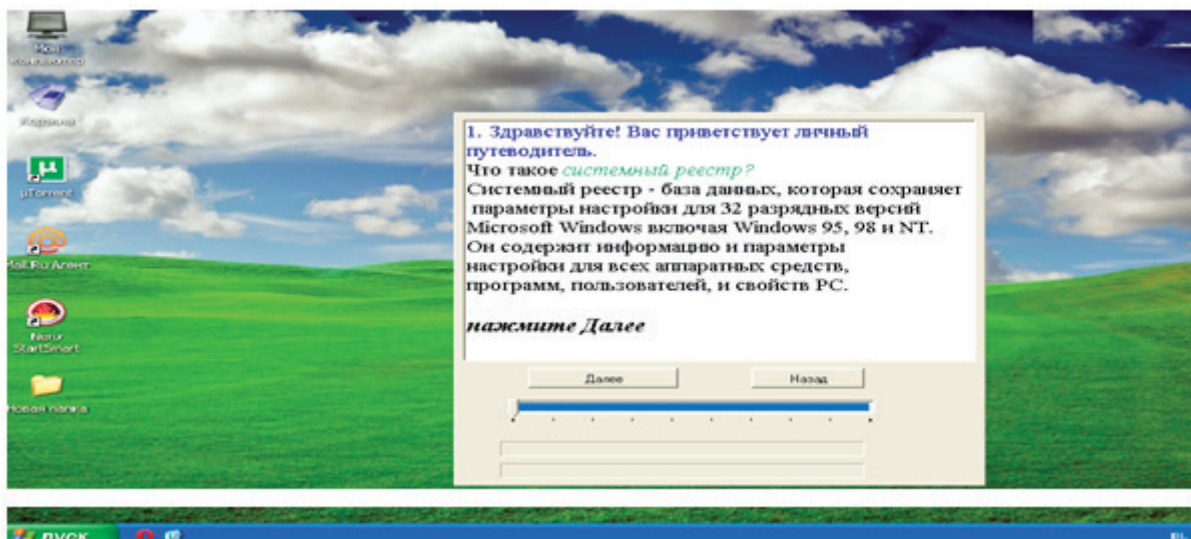 Мой
компьютер
Корзина
µTorrent
Mail.Ru Агент
Nero
StartSmart
Новая папка
1. Здравствуйте! Вас приветствует личный
путеводитель.
Что такое системный реестр?
Системный реестр - база данных, которая сохраняет
параметры настройки для 32 разрядных версий
Microsoft Windows включая Windows 95, 98 и NT.
Он содержит информацию и параметры
настройки для всех аппаратных средств,
программ, пользователей, и свойств PC.
нажмите Далее
Далее
Назад
пуск